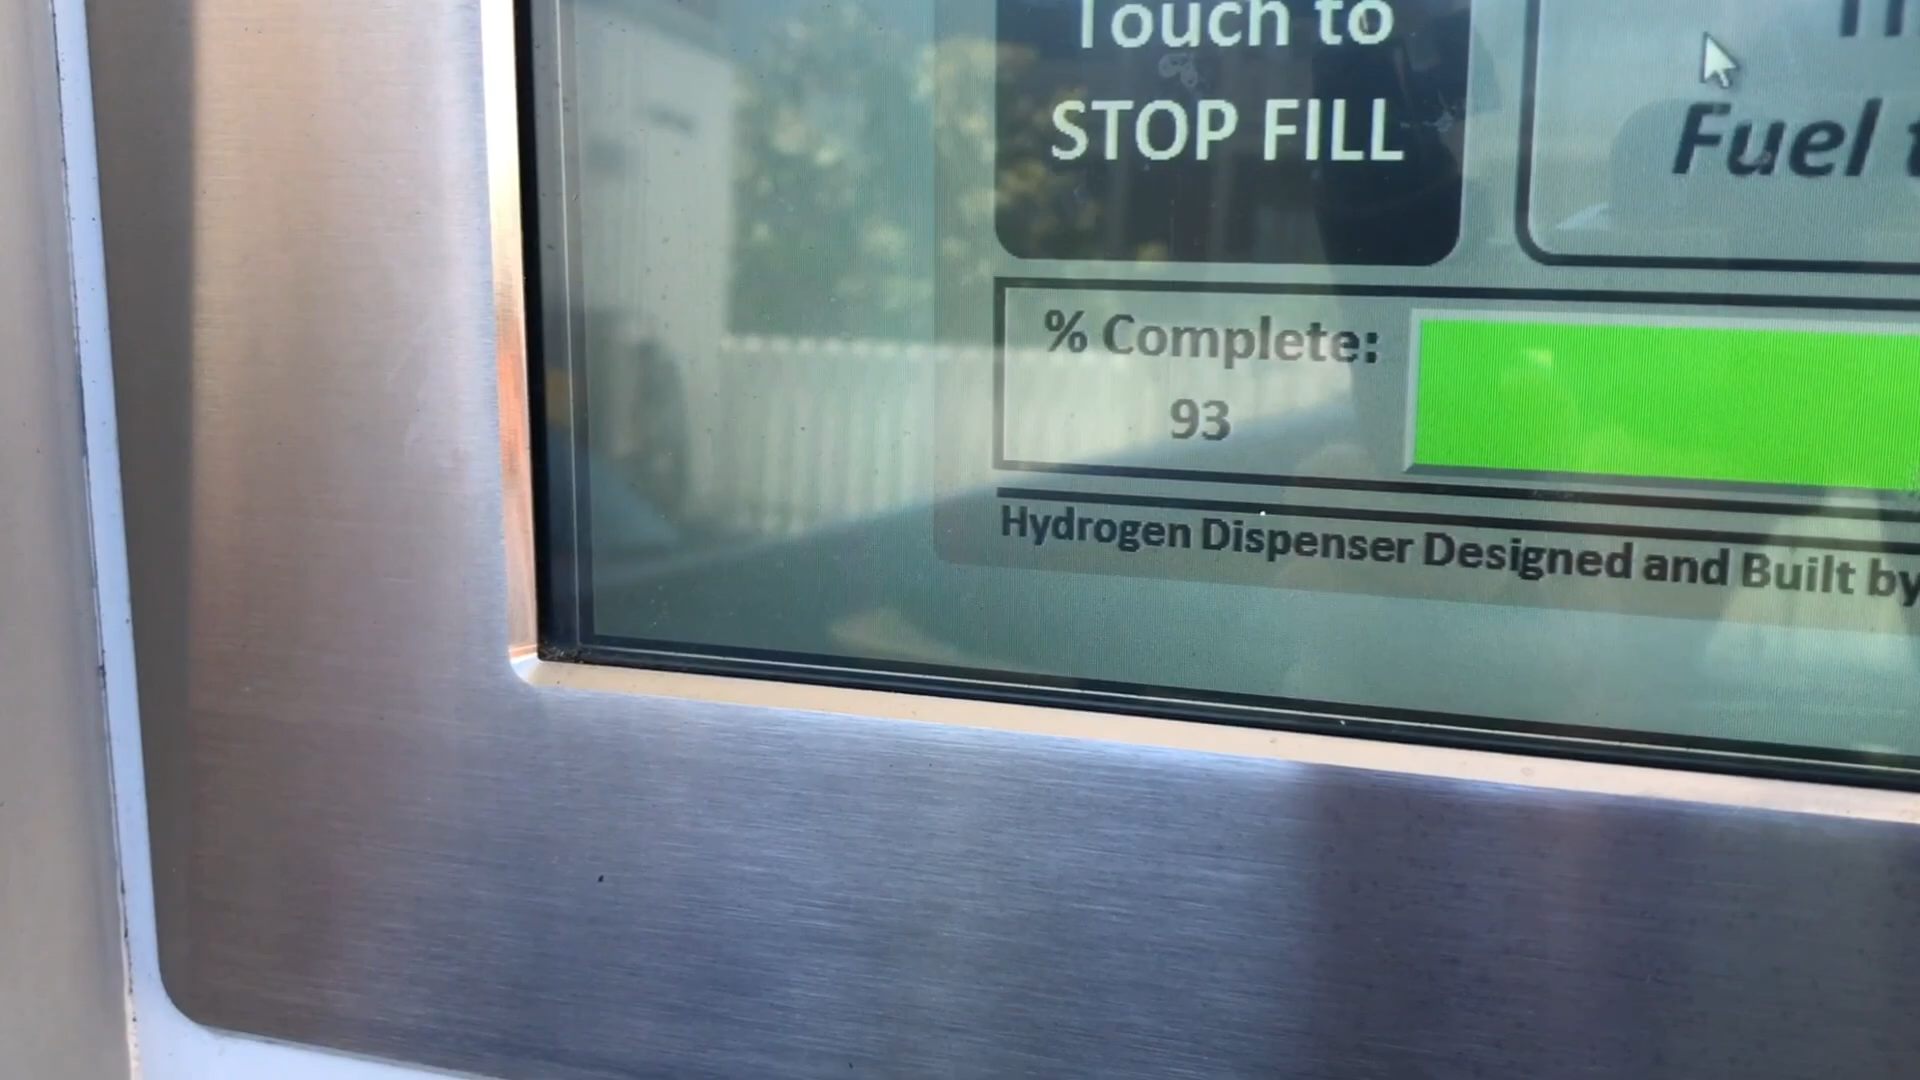 Touch to
STOP FILL
Fuel
% Complete:
93
Hydrogen Dispenser Designed and Built by